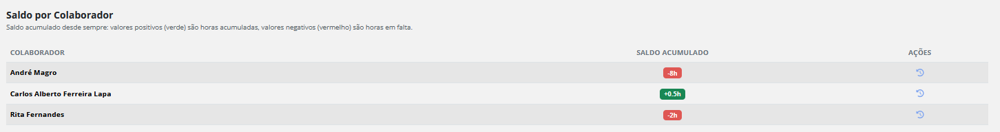 Saldo por Colaborador
Saldo acumulado desde sempre: valores positivos (verde) são horas acumuladas, valores negativos (vermelho) são horas em falta.
COLABORADOR SALDO ACUMULADO AÇÕES
André Magro -8h
Carlos Alberto Ferreira Lapa +0.5h
Rita Fernandes -2h